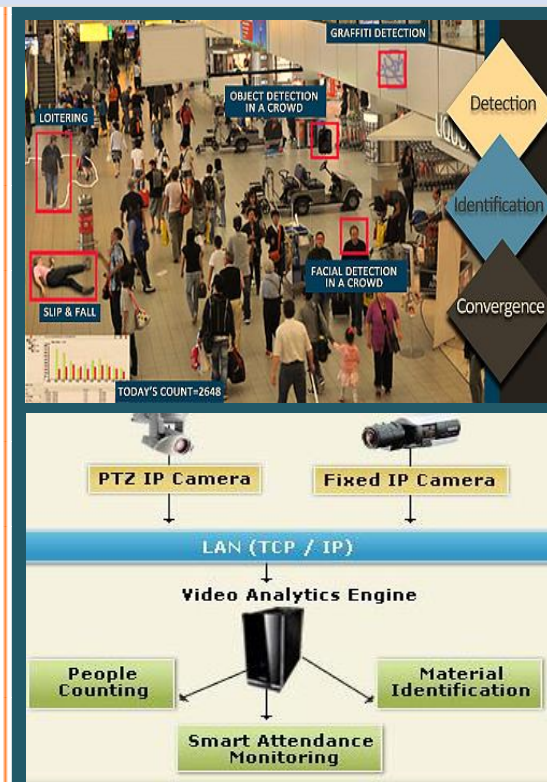 GRAFFITI DETECTION
OBJECT DETECTION
IN A CROWD
LOITERING
Detection
Identification
FACIAL DETECTION
IN A CROWD
Convergence
SLIP & FALL
TODAY'S COUNT=2648
PTZ IP Camera
Fixed IP Camera
LAN (TCP / IP)
Video Analytics Engine
People
Counting
Material
Identification
Smart Attendance
Monitoring